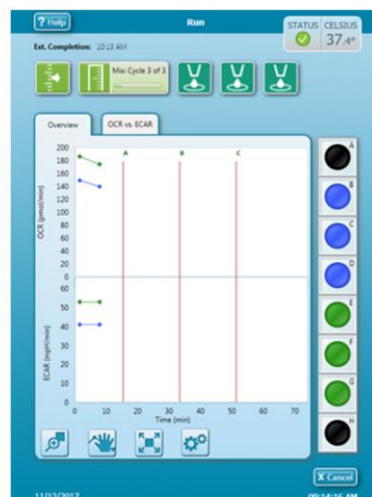 ? Help
Run
STATUS
CELSIUS
37.4°
Est. Completion: 10:13 AM
Mix: Cycle 3 of 3
Overview
OCR vs. ECAR
200
180
160
140
120
100
80
60
40
20
0
OCR (pmol/min)
A
B
C
60
50
40
30
20
10
0
ECAR (mpH/min)
0
10
20
30
40
50
60
70
Time (min)
A
B
C
D
E
F
G
H
X Cancel
11/13/2017
09:14:16 AM